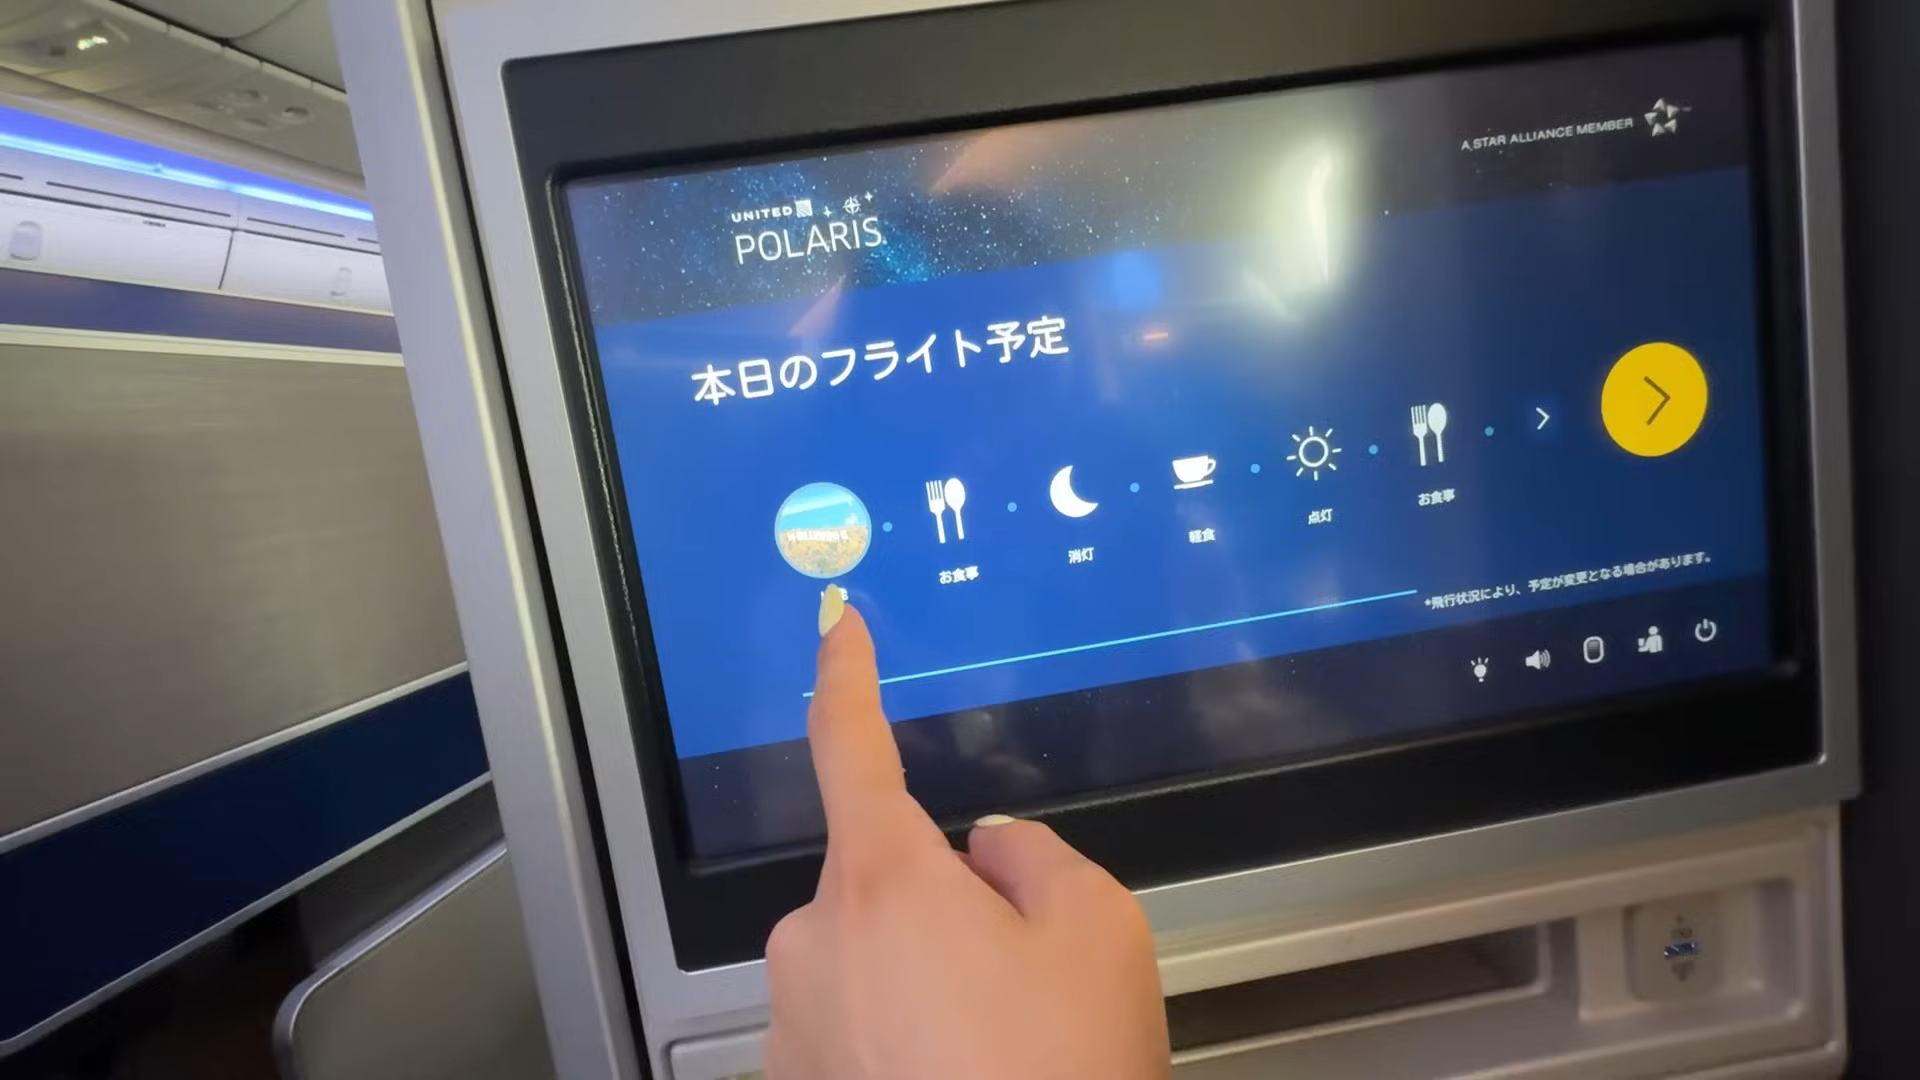 A STAR ALLIANCE MEMBER
UNITED
POLARIS
本日のフライト予定
お食事
消灯
軽食
点灯
お食事
*飛行状況により、予定が変更となる場合があります。